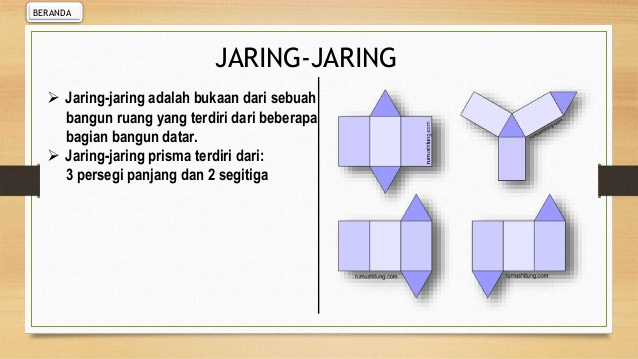 BERANDA
JARING-JARING
➢ Jaring-jaring adalah bukaan dari sebuah
bangun ruang yang terdiri dari beberapa
bagian bangun datar.
➢ Jaring-jaring prisma terdiri dari:
3 persegi panjang dan 2 segitiga
rumushitung.com
rumushitung.com
rumushitung.com